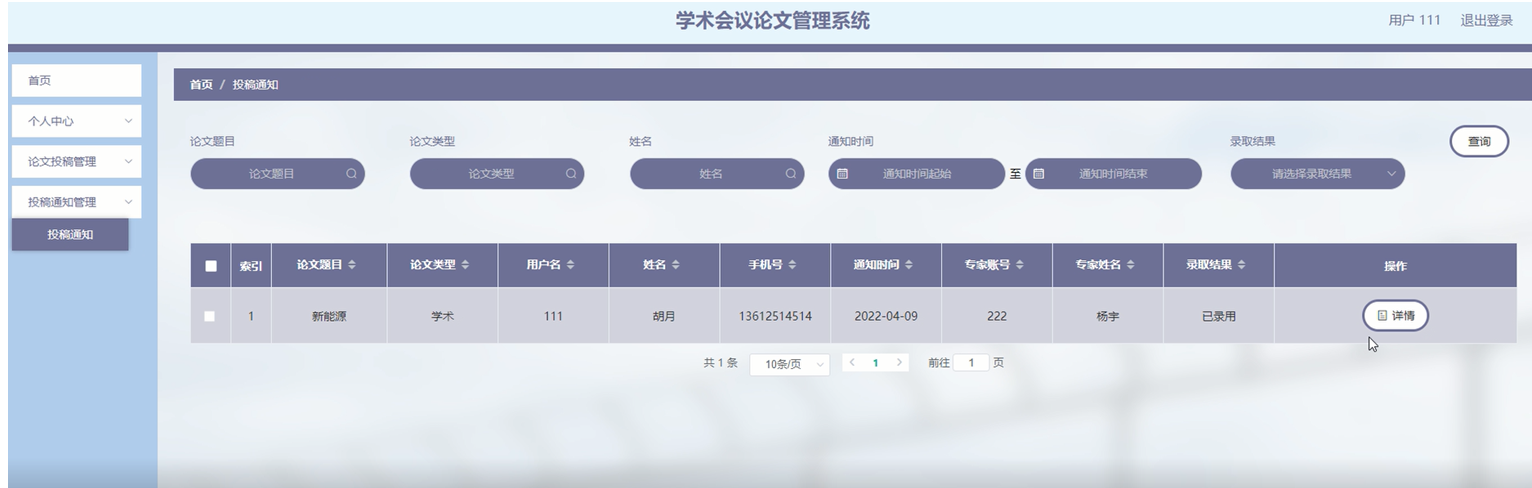 学术会议论文管理系统
用户 111 退出登录
首页
个人中心
论文投稿管理
投稿通知管理
投稿通知
首页 / 投稿通知
论文题目 论文类型 姓名 通知时间 录取结果
论文题目 论文类型 姓名 通知时间起始 至 通知时间结束 请选择录取结果 查询
索引 论文题目 论文类型 用户名 姓名 手机号 通知时间 专家账号 专家姓名 录取结果 操作
1 新能源 学术 111 胡月 13612514514 2022-04-09 222 杨宇 已录用 详情
共 1 条 10条/页 1 前往 1 页